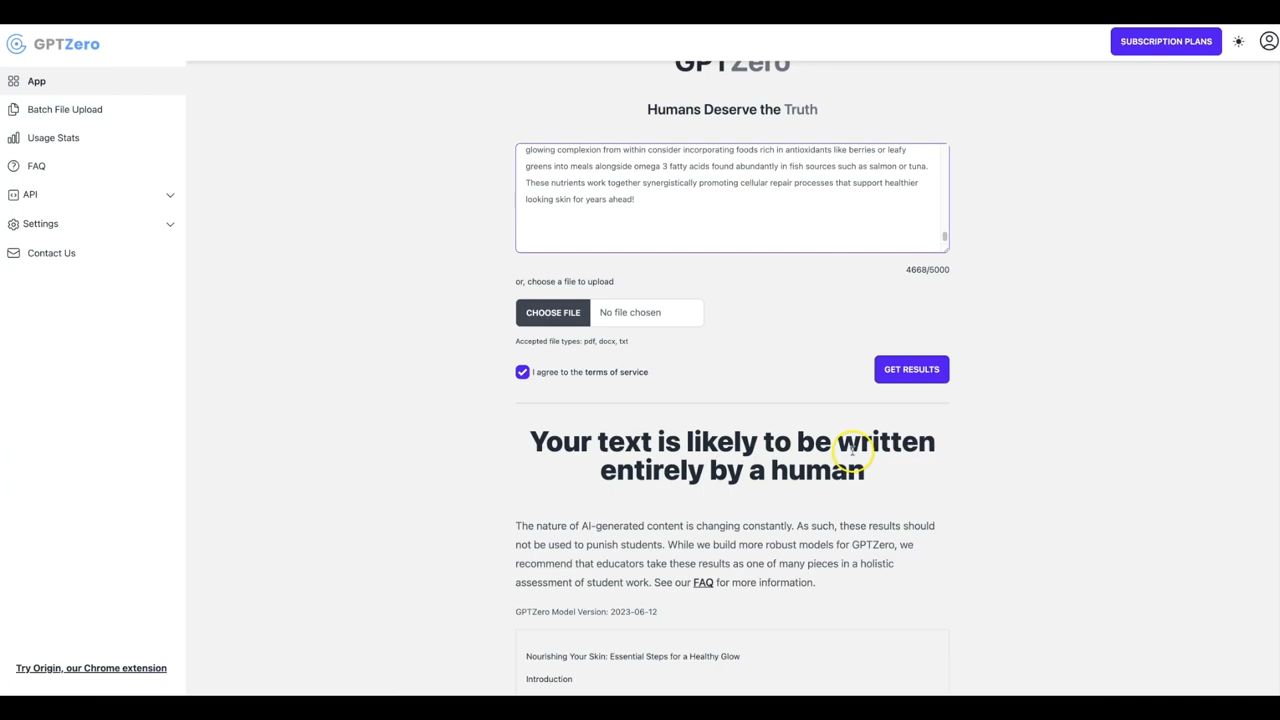 GPTZero
SUBSCRIPTION PLANS
App
Batch File Upload
Usage Stats
FAQ
API
Settings
Contact Us
Try Origin, our Chrome extension
GPTZero
Humans Deserve the Truth
glowing complexion from within consider incorporating foods rich in antioxidants like berries or leafy
greens into meals alongside omega 3 fatty acids found abundantly in fish sources such as salmon or tuna.
These nutrients work together synergistically promoting cellular repair processes that support healthier
looking skin for years ahead!
4668/5000
or, choose a file to upload
CHOOSE FILE No file chosen
Accepted file types: pdf, docx, txt
I agree to the terms of service
GET RESULTS
Your text is likely to be written
entirely by a human
The nature of AI-generated content is changing constantly. As such, these results should
not be used to punish students. While we build more robust models for GPTZero, we
recommend that educators take these results as one of many pieces in a holistic
assessment of student work. See our FAQ for more information.
GPTZero Model Version: 2023-06-12
Nourishing Your Skin: Essential Steps for a Healthy Glow
Introduction